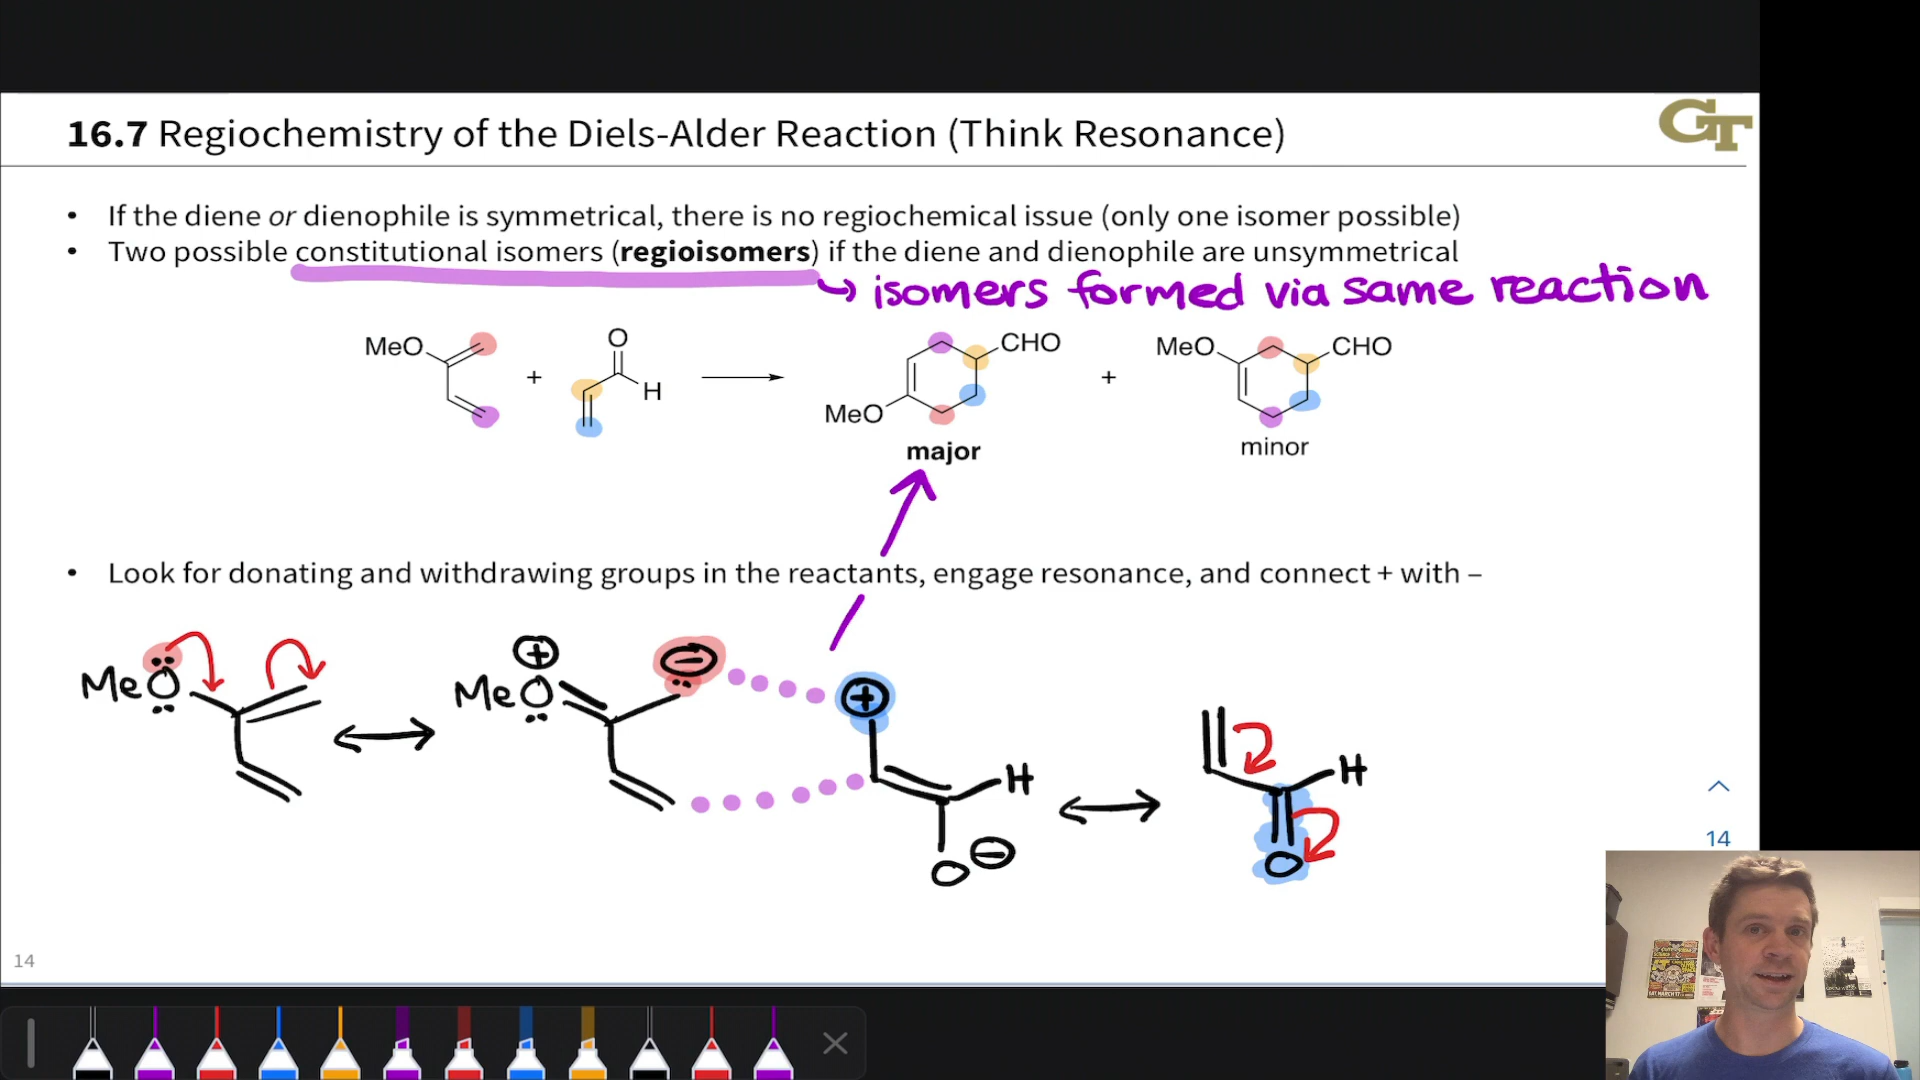 16.7 Regiochemistry of the Diels-Alder Reaction (Think Resonance)
GT
• If the diene or dienophile is symmetrical, there is no regiochemical issue (only one isomer possible)
• Two possible constitutional isomers (regioisomers) if the diene and dienophile are unsymmetrical
↳ isomers formed via same reaction
MeO + O H → CHO MeO + MeO CHO
major minor
• Look for donating and withdrawing groups in the reactants, engage resonance, and connect + with –
MeO ↔ MeO + – + H O – ↔ H O
14
14